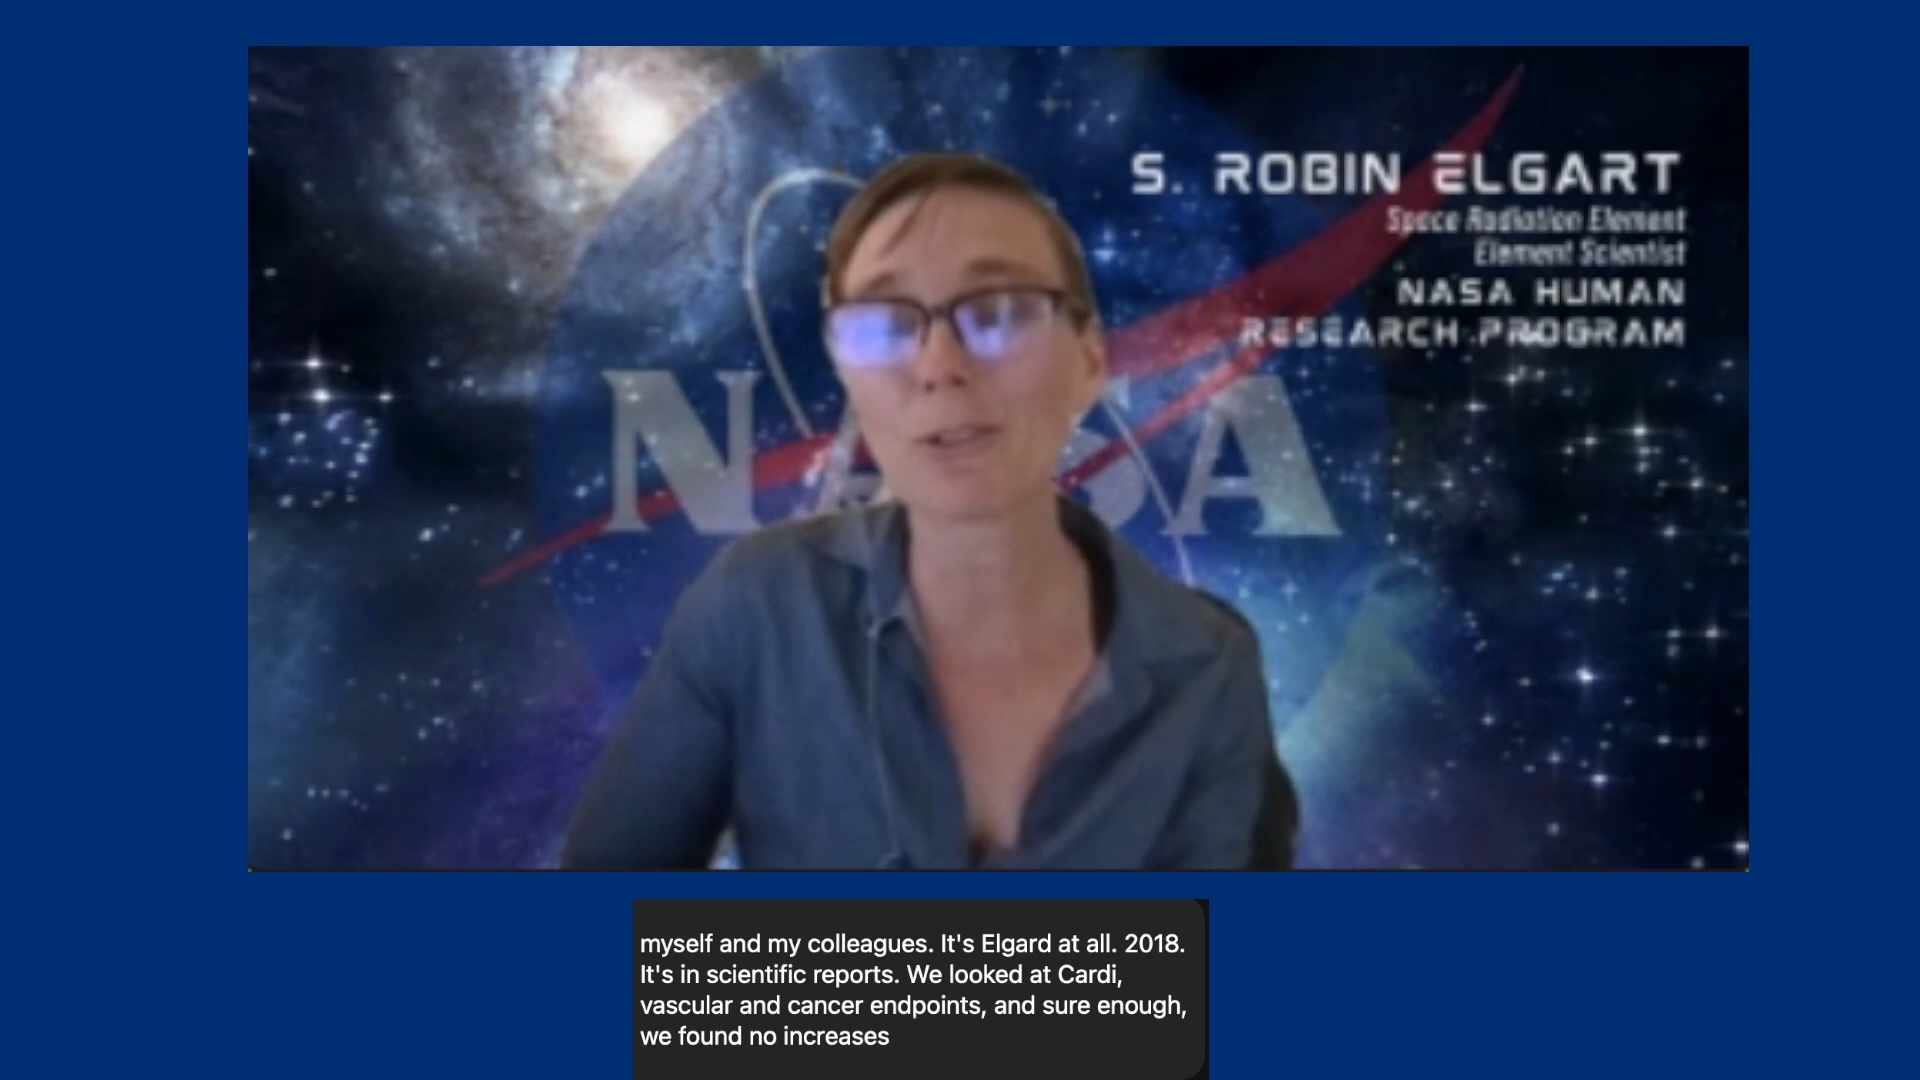 S. ROBIN ELGART
Space Radiation Element
Element Scientist
NASA HUMAN
RESEARCH PROGRAM
NASA
myself and my colleagues. It's Elgard at all. 2018.
It's in scientific reports. We looked at Cardi,
vascular and cancer endpoints, and sure enough,
we found no increases